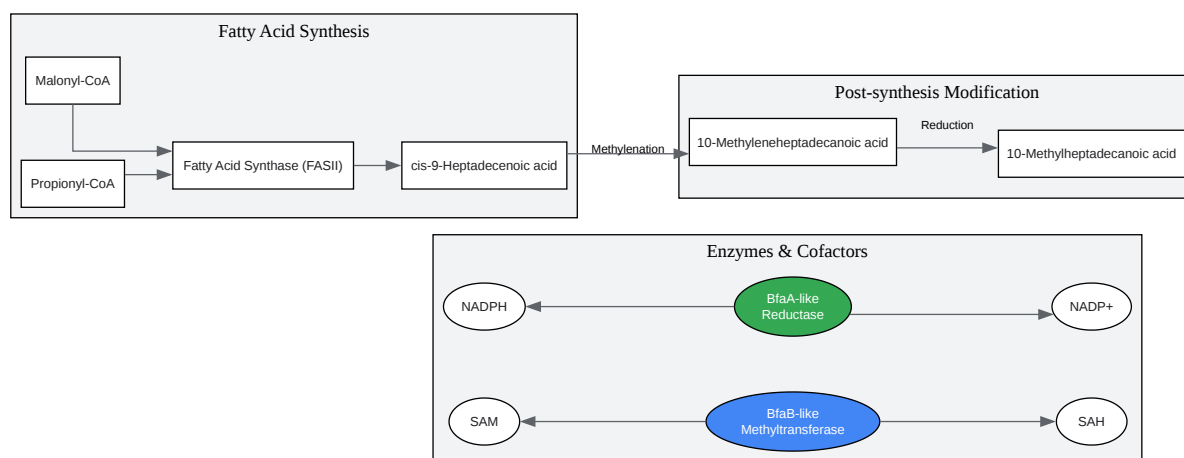 Fatty Acid Synthesis
Malonyl-CoA
Propionyl-CoA
Fatty Acid Synthase (FASII)
cis-9-Heptadecenoic acid
Methylenation
Post-synthesis Modification
10-Methyleneheptadecanoic acid
Reduction
10-Methylheptadecanoic acid
Enzymes & Cofactors
NADPH
BfaA-like
Reductase
NADP+
SAM
BfaB-like
Methyltransferase
SAH